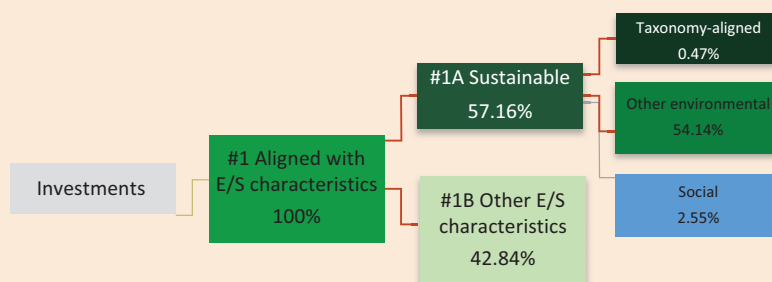 Investments
#1 Aligned with
E/S characteristics
100%
#1A Sustainable
57.16%
#1B Other E/S
characteristics
42.84%
Taxonomy-aligned
0.47%
Other environmental
54.14%
Social
2.55%